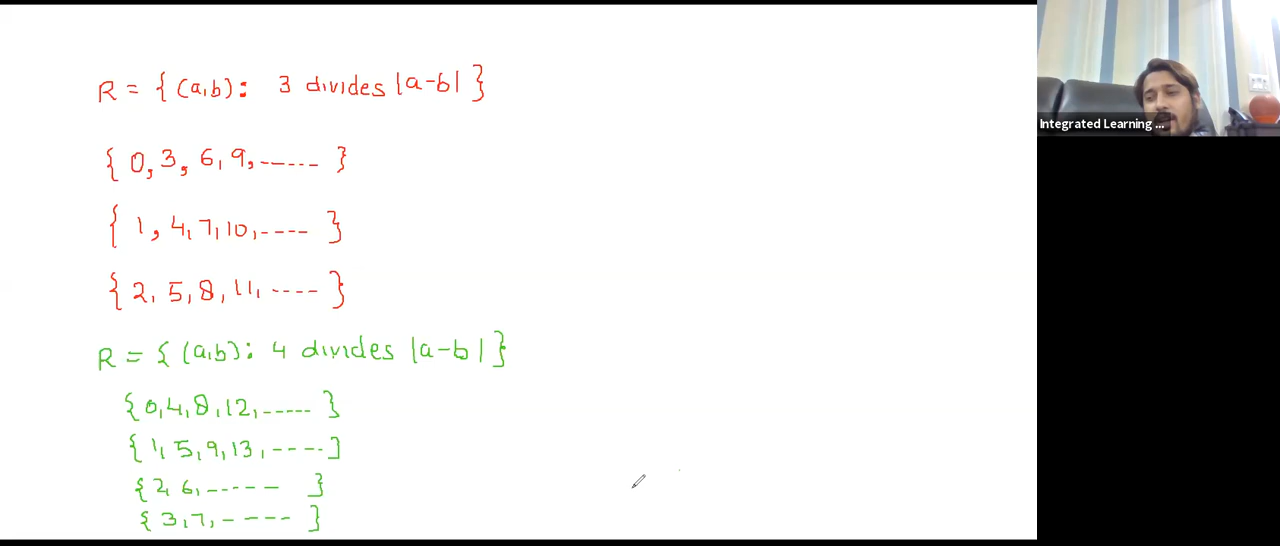 R = { (a,b): 3 divides |a-b| }
{ 0, 3, 6, 9, ------ }
{ 1, 4, 7, 10, ----- }
{ 2, 5, 8, 11, ----- }
R = { (a,b): 4 divides |a-b| }
{ 0, 4, 8, 12, ------ }
{ 1, 5, 9, 13, ----- ]
{ 2, 6, ------ }
{ 3, 7, ----- }
Integrated Learning ...